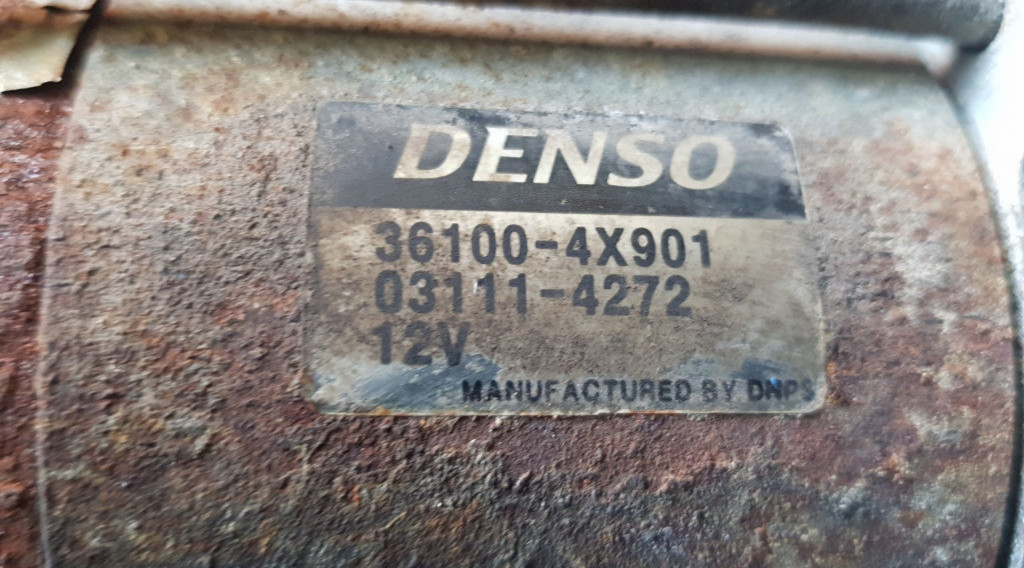 DENSO
36100-4X901
03111-4272
12V
MANUFACTURED BY DNPS